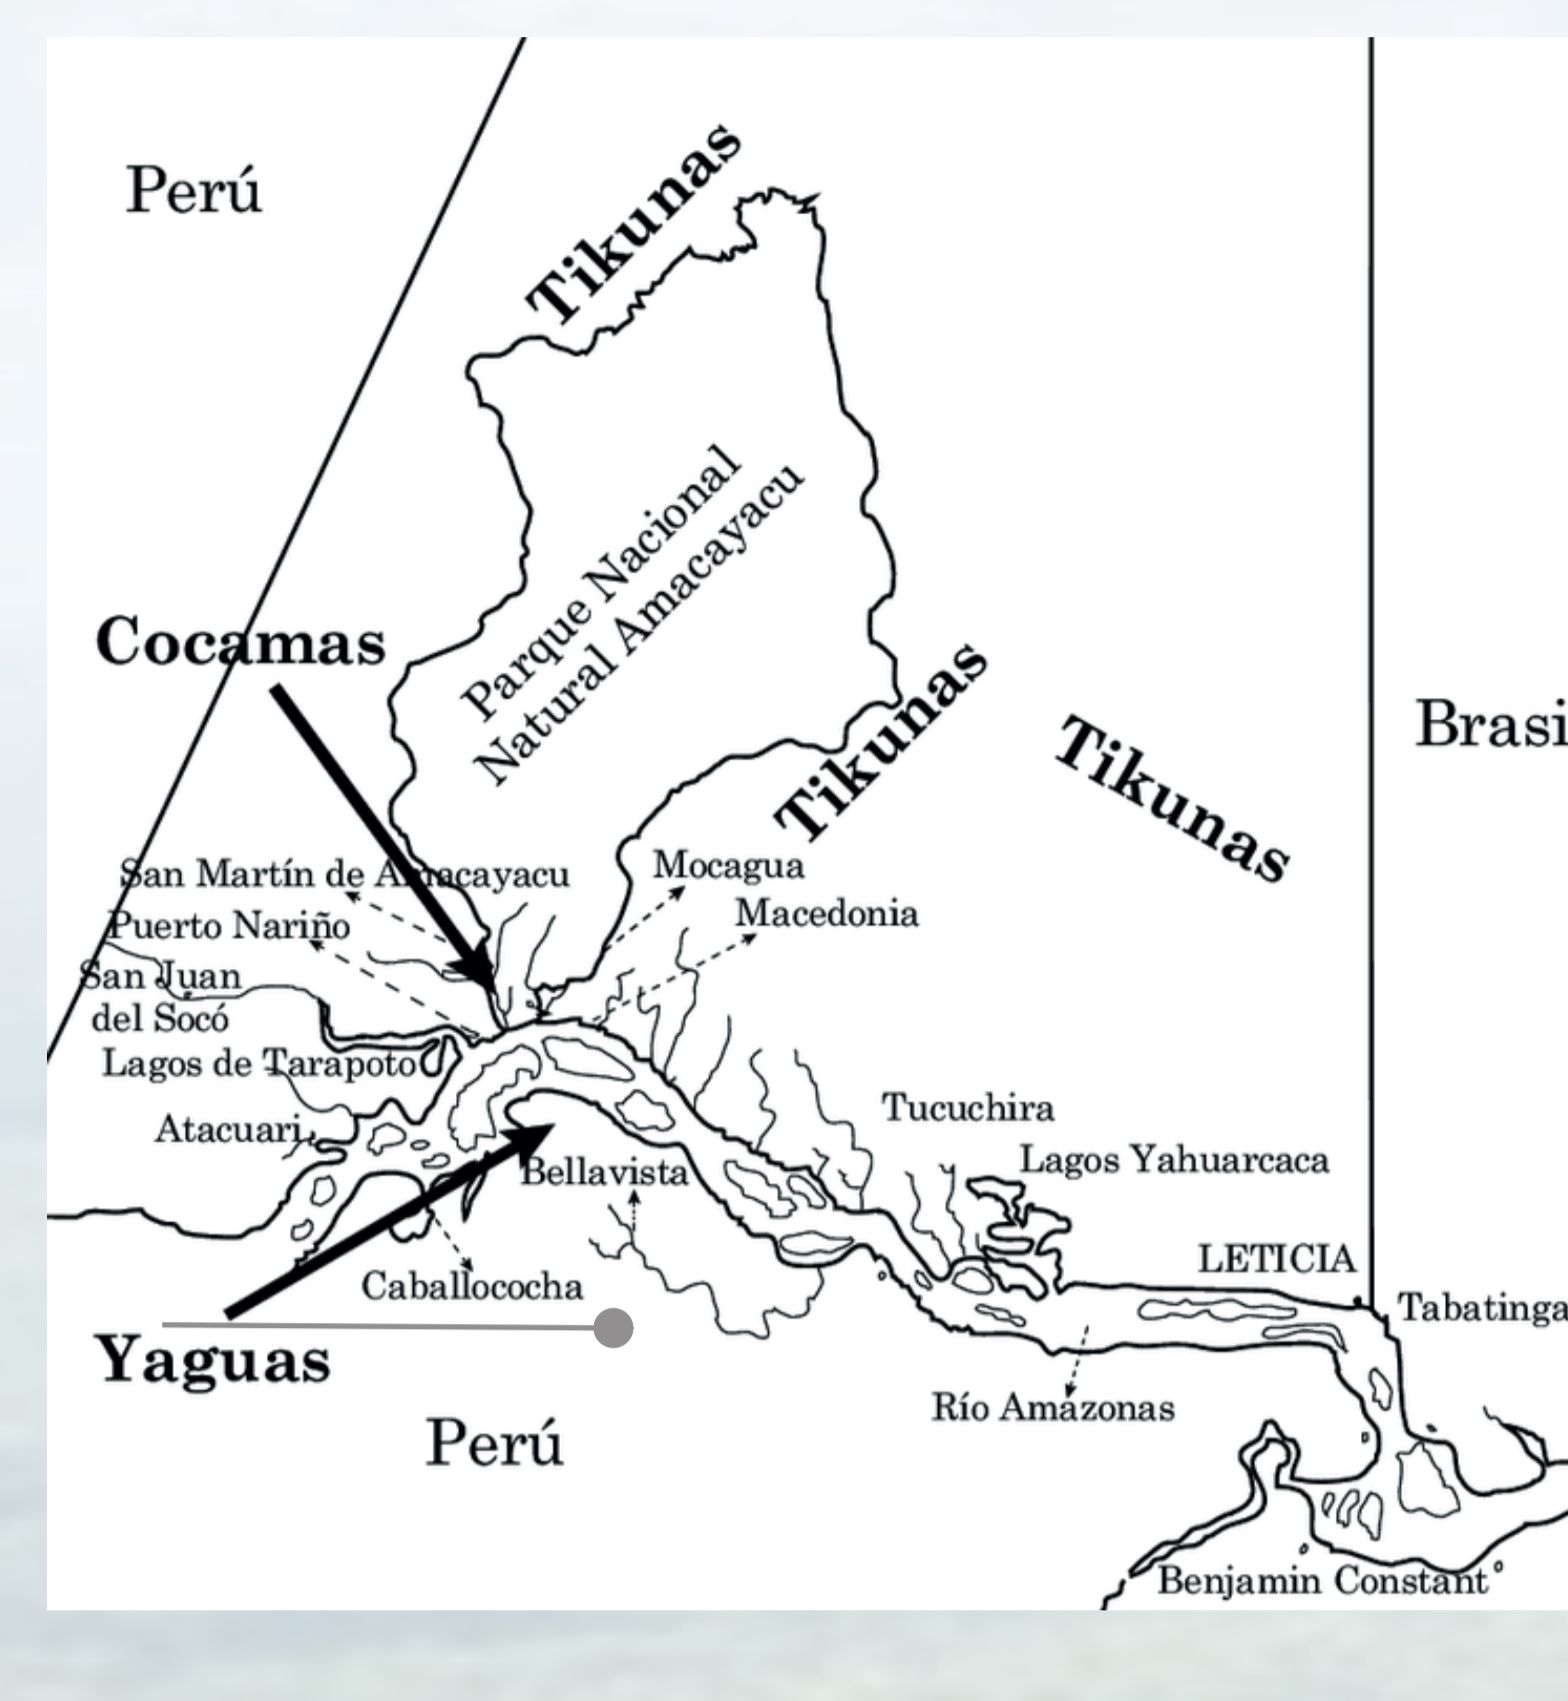 Perú
Tikunas
Parque Nacional
Natural Amacayacu
Cocamas
Tikunas
Tikunas
Brasi
San Martín de Amacayacu
Mocagua
Puerto Nariño
Macedonia
San Juan
del Socó
Lagos de Tarapoto
Atacuari
Tucuchira
Lagos Yahuarcaca
Bellavista
LETICIA
Caballococha
Tabatinga
Yaguas
Río Amazonas
Perú
Benjamin Constant